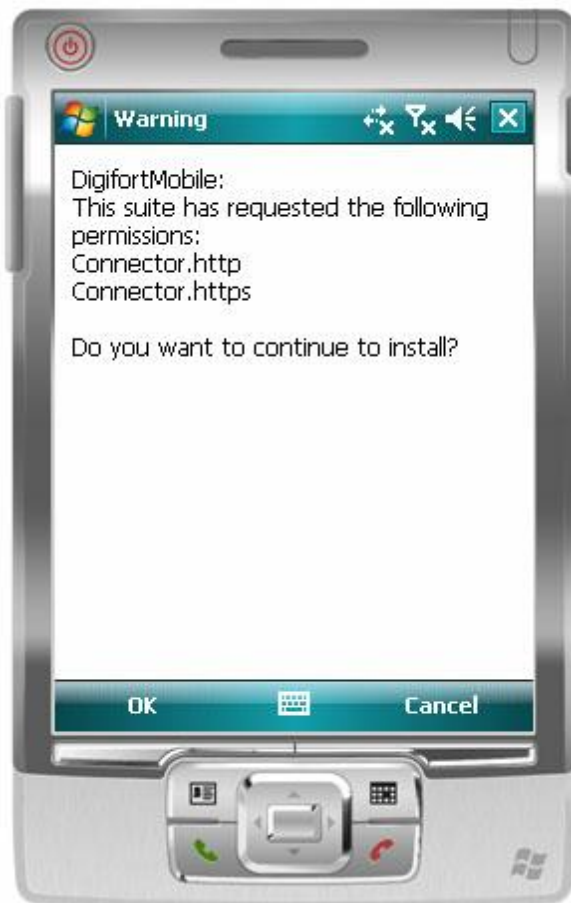 Warning
DigifortMobile:
This suite has requested the following
permissions:
Connector.http
Connector.https
Do you want to continue to install?
OK
Cancel